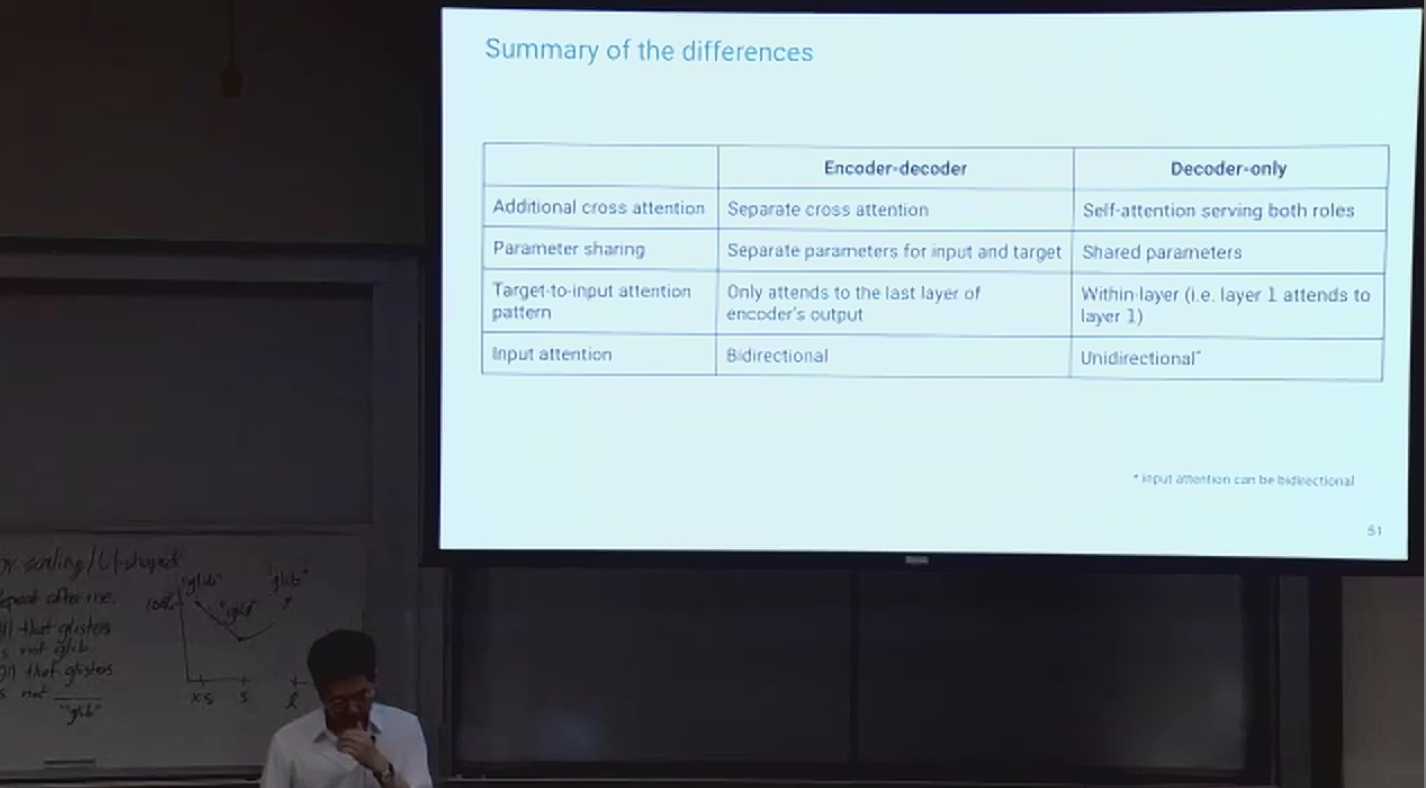 Summary of the differences
Encoder-decoder
Decoder-only
Additional cross attention
Separate cross attention
Self-attention serving both roles
Parameter sharing
Separate parameters for input and target
Shared parameters
Target-to-input attention
pattern
Only attends to the last layer of
encoder's output
Within-layer (i.e. layer 1 attends to
layer 1)
Input attention
Bidirectional
Unidirectional*
* Input attention can be bidirectional
51
scaling/U-shaped
repeat after me
All that glisters
is not glib
All that glisters
is not
"glib"
100%
"glib"
"glib"
xs
s
l